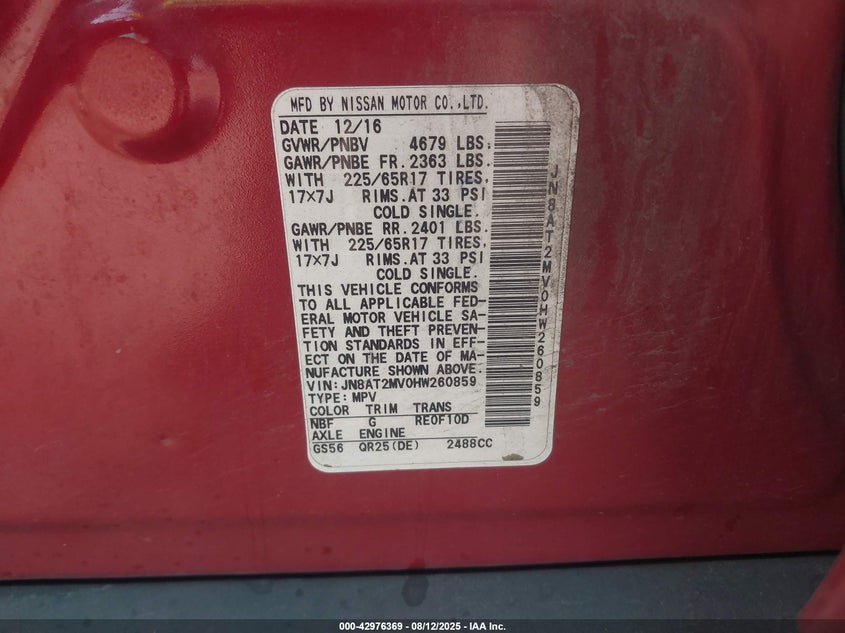 MFD BY NISSAN MOTOR CO.,LTD.
DATE 12/16
GVWR/PNBV 4679 LBS.
GAWR/PNBE FR. 2363 LBS.
WITH 225/65R17 TIRES,
17×7J RIMS. AT 33 PSI
COLD SINGLE.
GAWR/PNBE RR. 2401 LBS.
WITH 225/65R17 TIRES,
17×7J RIMS. AT 33 PSI
COLD SINGLE.
THIS VEHICLE CONFORMS
TO ALL APPLICABLE FED-
ERAL MOTOR VEHICLE SA-
FETY AND THEFT PREVEN-
TION STANDARDS IN EFF-
ECT ON THE DATE OF MA-
NUFACTURE SHOWN ABOVE.
VIN: JN8AT2MV0HW260859
TYPE: MPV
COLOR TRIM TRANS
NBF G RE0F10D
AXLE ENGINE
GS56 QR25(DE) 2488CC
JN8AT2MV0HW260859
000-42976369 - 08/12/2025 - IAA Inc.